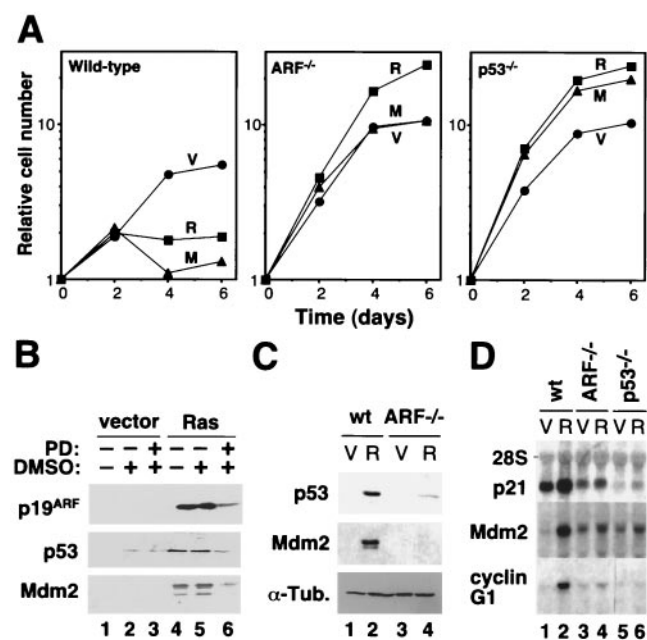 A
Relative cell number
Wild-type
V
R
M
10
1
0 2 4 6
ARF-/-
R
M
V
10
1
0 2 4 6
p53-/-
R
M
V
10
1
0 2 4 6
Time (days)
B
vector Ras
PD: – – + – – +
DMSO: – + + – + +
p19ARF
p53
Mdm2
1 2 3 4 5 6
C
wt ARF-/-
V R V R
p53
Mdm2
α-Tub.
1 2 3 4
D
wt ARF-/- p53-/-
V R V R V R
28S
p21
Mdm2
cyclin
G1
1 2 3 4 5 6